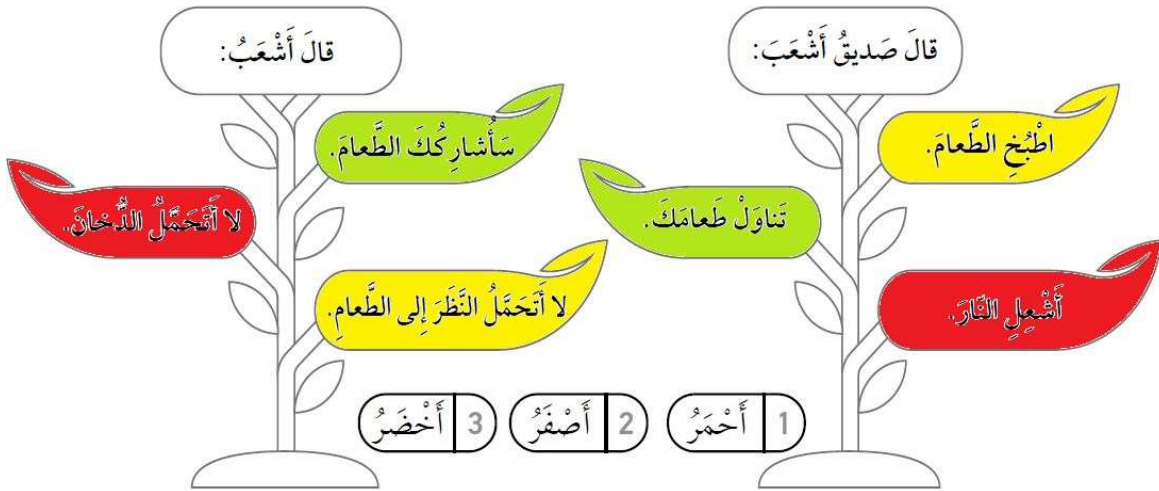 قالَ صَديقُ أَشْعَبَ:
اطْبُخِ الطَّعامَ.
تَناوَلْ طَعامَكَ.
أَشْعِلِ النَّارَ.
قالَ أَشْعَبُ:
سَأُشارِكُكَ الطَّعامَ.
لا أَتَحَمَّلُ الدُّخانَ.
لا أَتَحَمَّلُ النَّظَرَ إِلى الطَّعامِ.
1 أَحْمَرُ
2 أَصْفَرُ
3 أَخْضَرُ